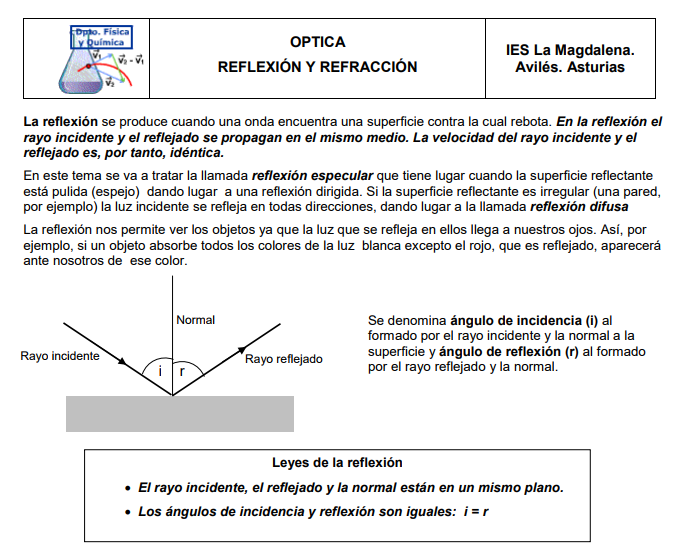 Dpto. Física
y Química
V1
V2 - V1
V2
OPTICA
REFLEXIÓN Y REFRACCIÓN
IES La Magdalena.
Avilés. Asturias
La reflexión se produce cuando una onda encuentra una superficie contra la cual rebota. En la reflexión el
rayo incidente y el reflejado se propagan en el mismo medio. La velocidad del rayo incidente y el
reflejado es, por tanto, idéntica.
En este tema se va a tratar la llamada reflexión especular que tiene lugar cuando la superficie reflectante
está pulida (espejo) dando lugar a una reflexión dirigida. Si la superficie reflectante es irregular (una pared,
por ejemplo) la luz incidente se refleja en todas direcciones, dando lugar a la llamada reflexión difusa
La reflexión nos permite ver los objetos ya que la luz que se refleja en ellos llega a nuestros ojos. Así, por
ejemplo, si un objeto absorbe todos los colores de la luz blanca excepto el rojo, que es reflejado, aparecerá
ante nosotros de ese color.
Normal
Rayo incidente
i
r
Rayo reflejado
Se denomina ángulo de incidencia (i) al
formado por el rayo incidente y la normal a la
superficie y ángulo de reflexión (r) al formado
por el rayo reflejado y la normal.
Leyes de la reflexión
• El rayo incidente, el reflejado y la normal están en un mismo plano.
• Los ángulos de incidencia y reflexión son iguales: i = r